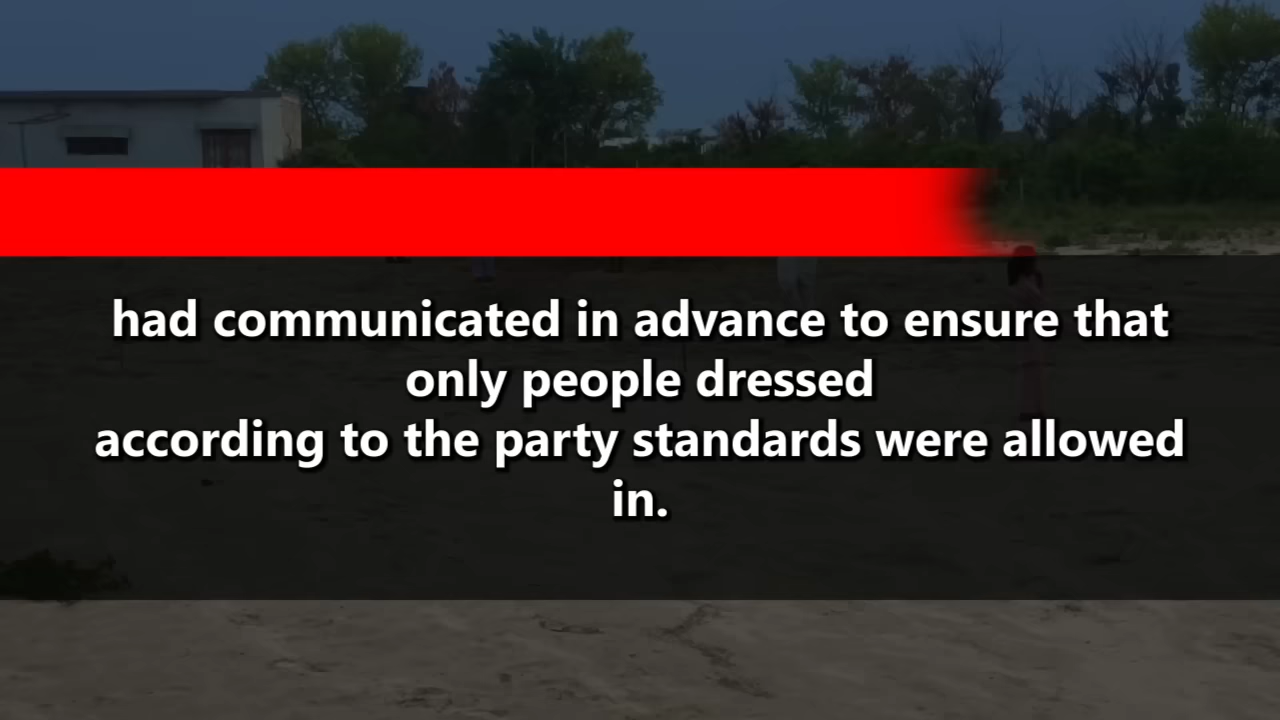 had communicated in advance to ensure that
only people dressed
according to the party standards were allowed
in.